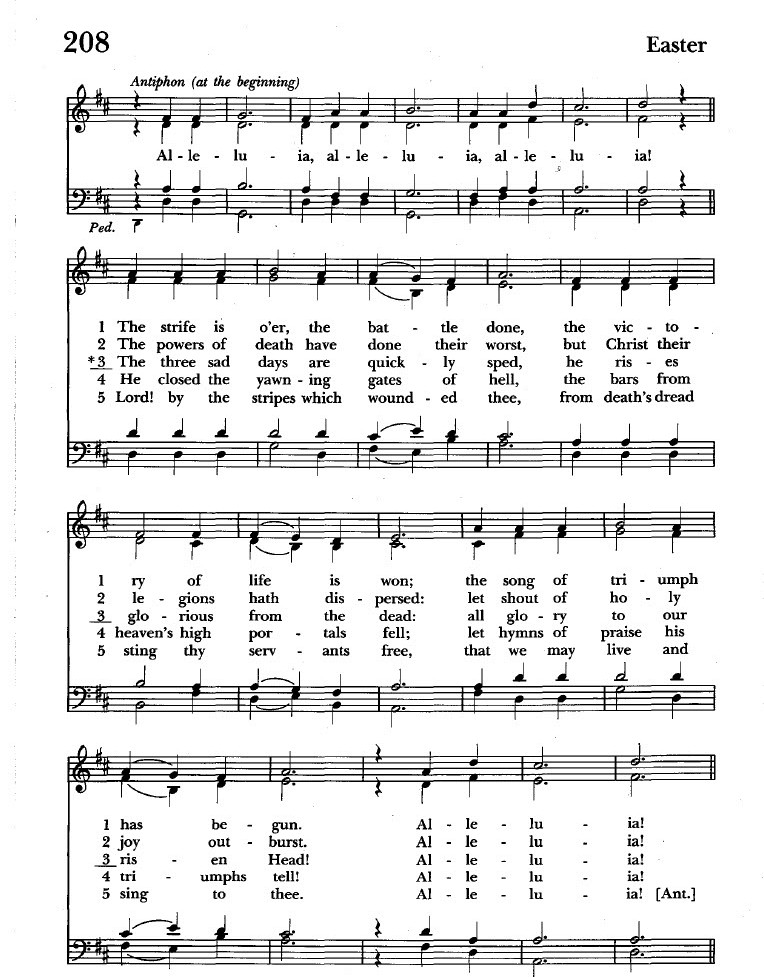 208
Easter
Antiphon (at the beginning)
Al - le - lu - ia, al - le - lu - ia, al - le - lu - ia!
Ped.
1 The strife is o'er, the bat - tle done, the vic - to -
2 The powers of death have done their worst, but Christ their
*3 The three sad days are quick - ly sped, he ris - es
4 He closed the yawn - ing gates of hell, the bars from
5 Lord! by the stripes which wound - ed thee, from death's dread
1 ry of life is won; the song of tri - umph
2 le - gions hath dis - persed: let shout of ho - ly
3 glo - rious from the dead: all glo - ry to our
4 heaven's high por - tals fell; let hymns of praise his
5 sting thy serv - ants free, that we may live and
1 has be - gun. Al - le - lu - ia!
2 joy out - burst. Al - le - lu - ia!
3 ris - en Head! Al - le - lu - ia!
4 tri - umphs tell! Al - le - lu - ia!
5 sing to thee. Al - le - lu - ia! [Ant.]